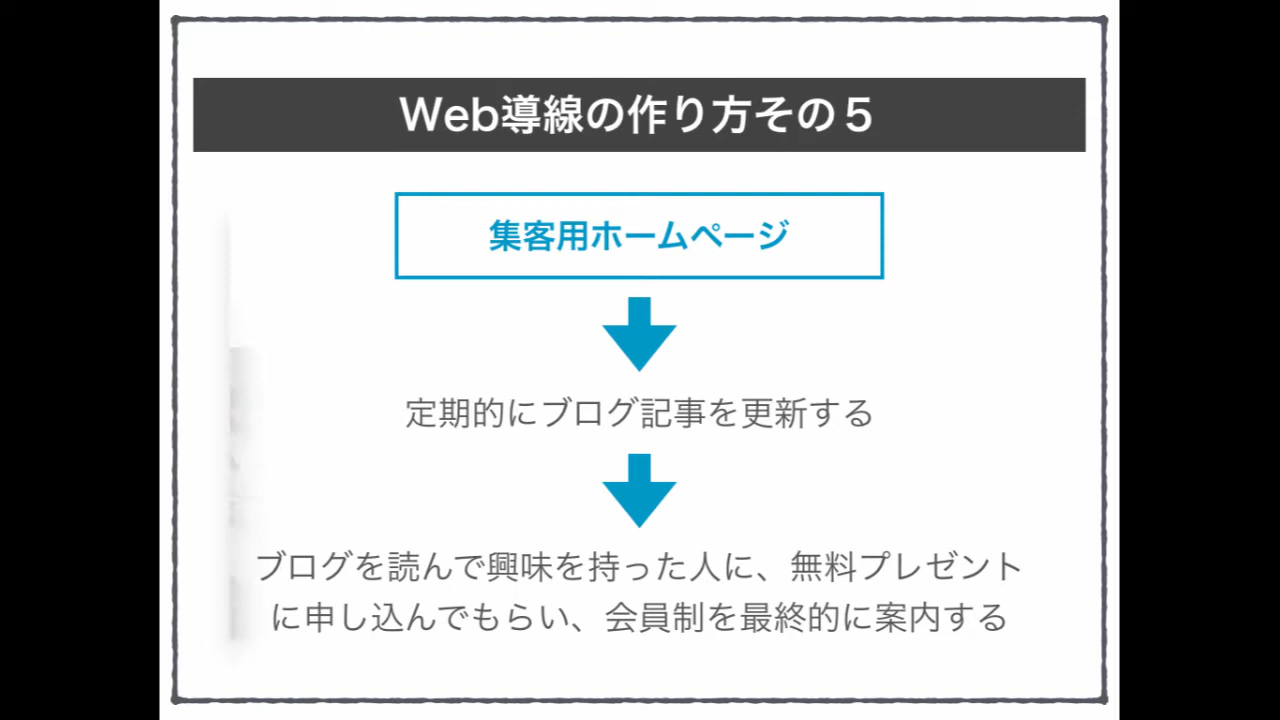 Web導線の作り方その５
集客用ホームページ
定期的にブログ記事を更新する
ブログを読んで興味を持った人に、無料プレゼント
に申し込んでもらい、会員制を最終的に案内する